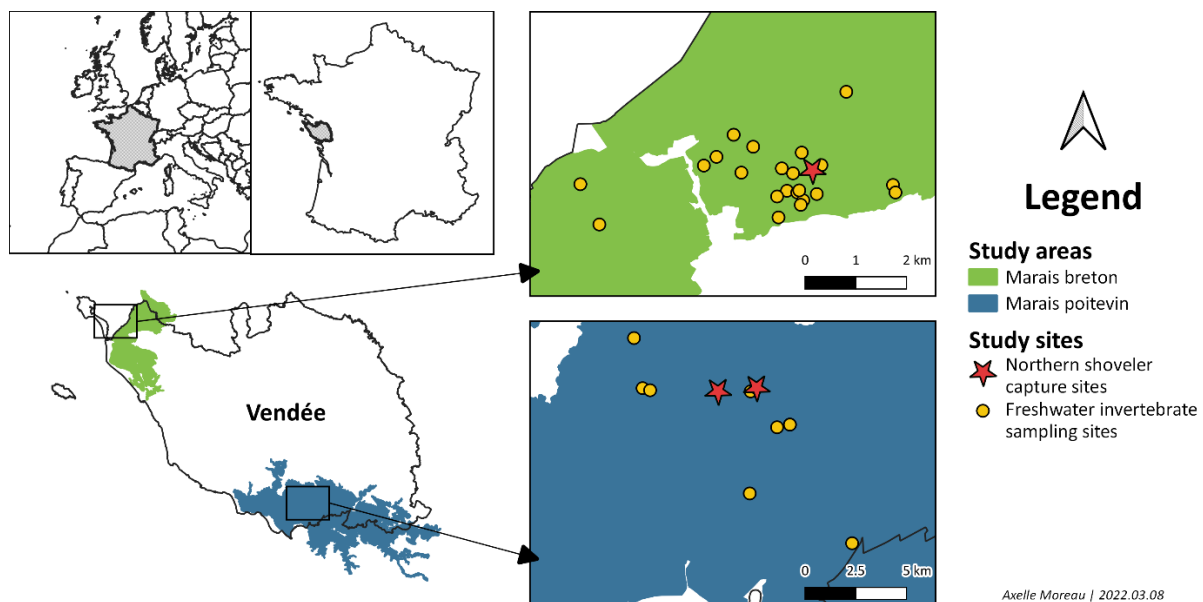 Vendée
0 1 2 km
0 2.5 5 km
Legend
Study areas
Marais breton
Marais poitevin
Study sites
Northern shoveler
capture sites
Freshwater invertebrate
sampling sites
Axelle Moreau | 2022.03.08